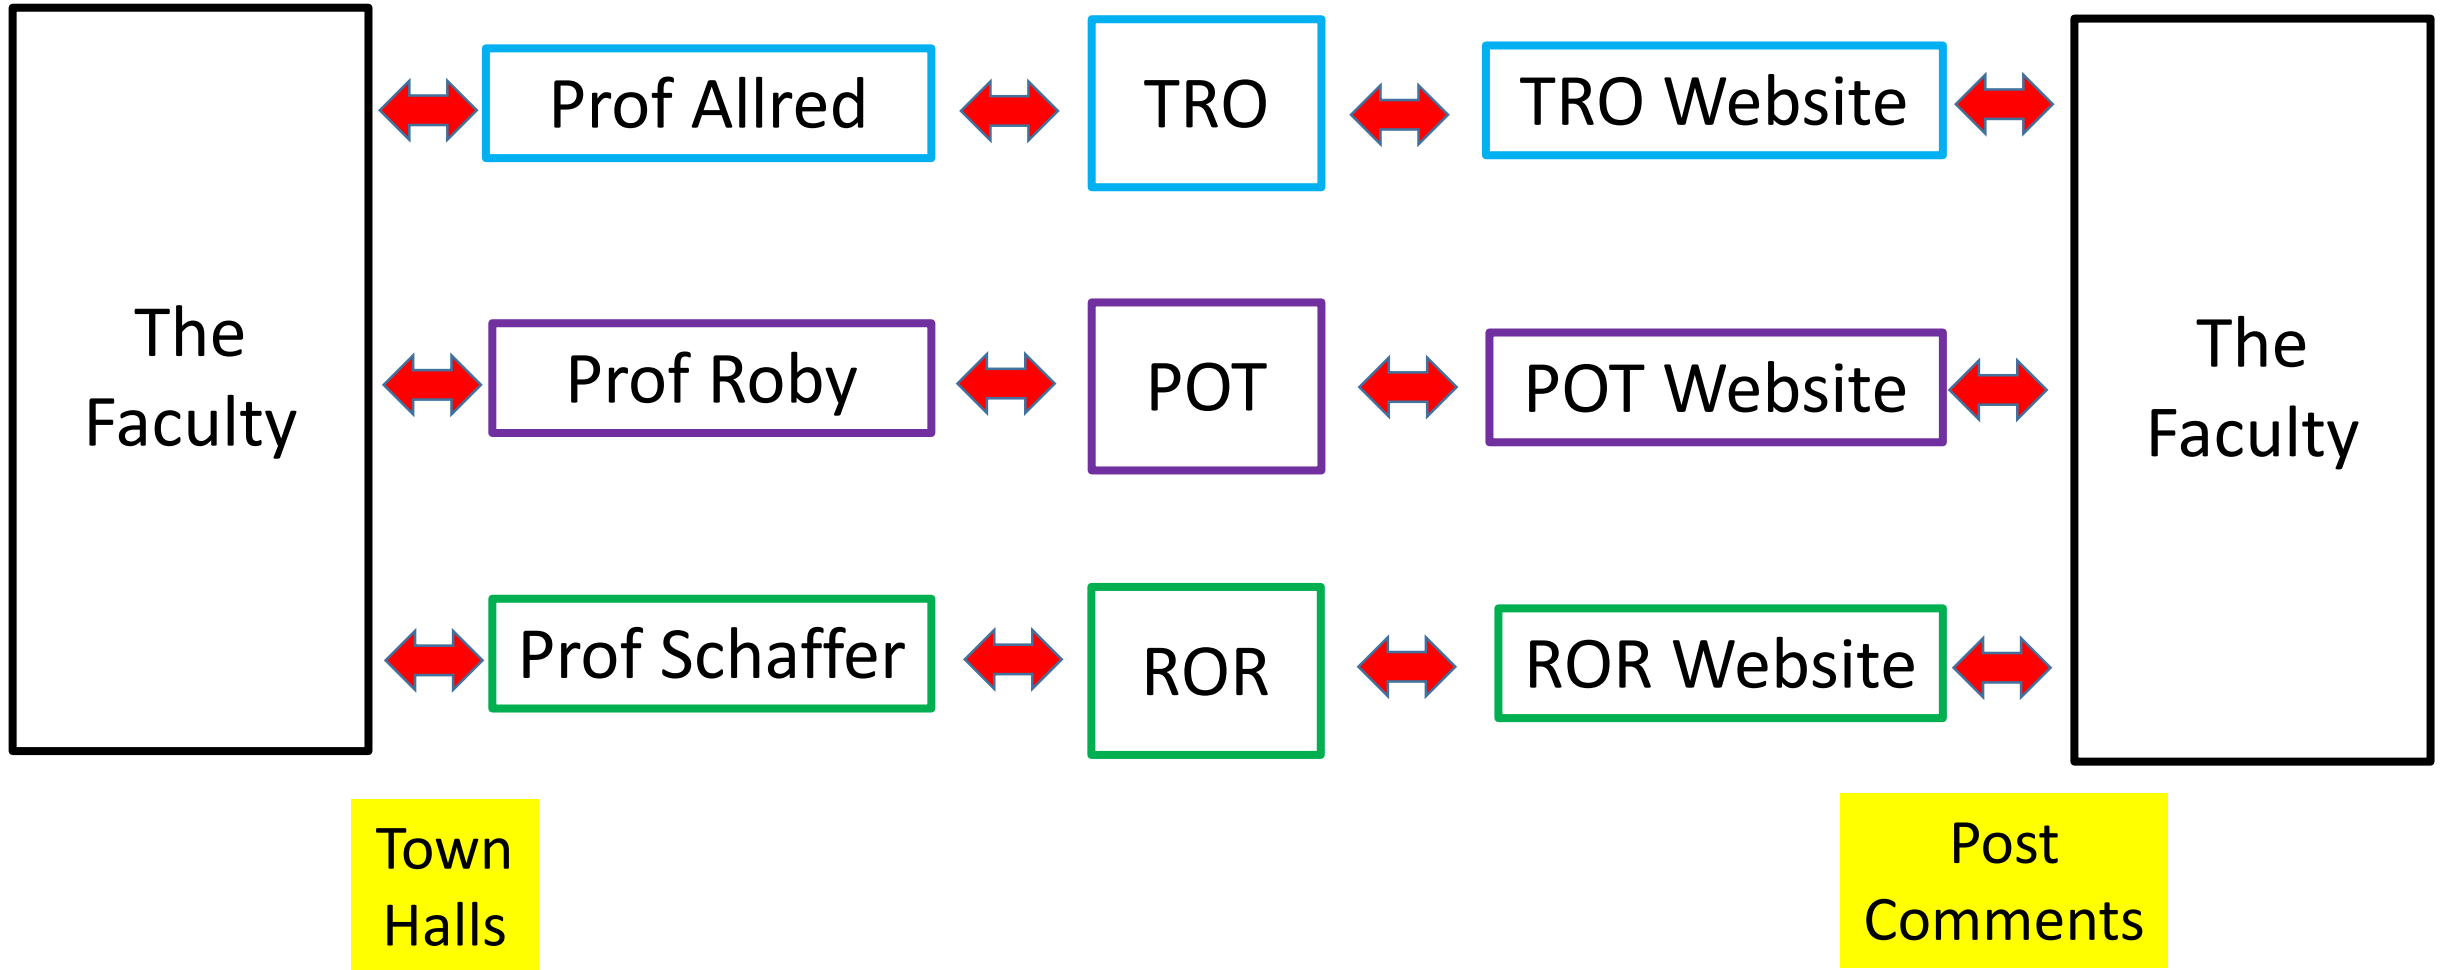 The
Faculty
Prof Allred
TRO
TRO Website
Prof Roby
POT
POT Website
Prof Schaffer
ROR
ROR Website
The
Faculty
Town
Halls
Post
Comments